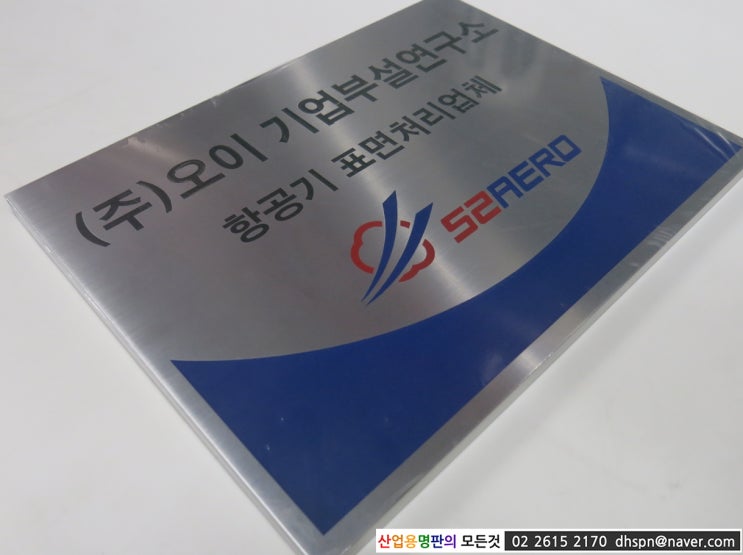 (주)오이 기업부설연구소
항공기 표면처리업체
52AERO
산업용명판의 모든것 02 2615 2170 dhspn@naver.com